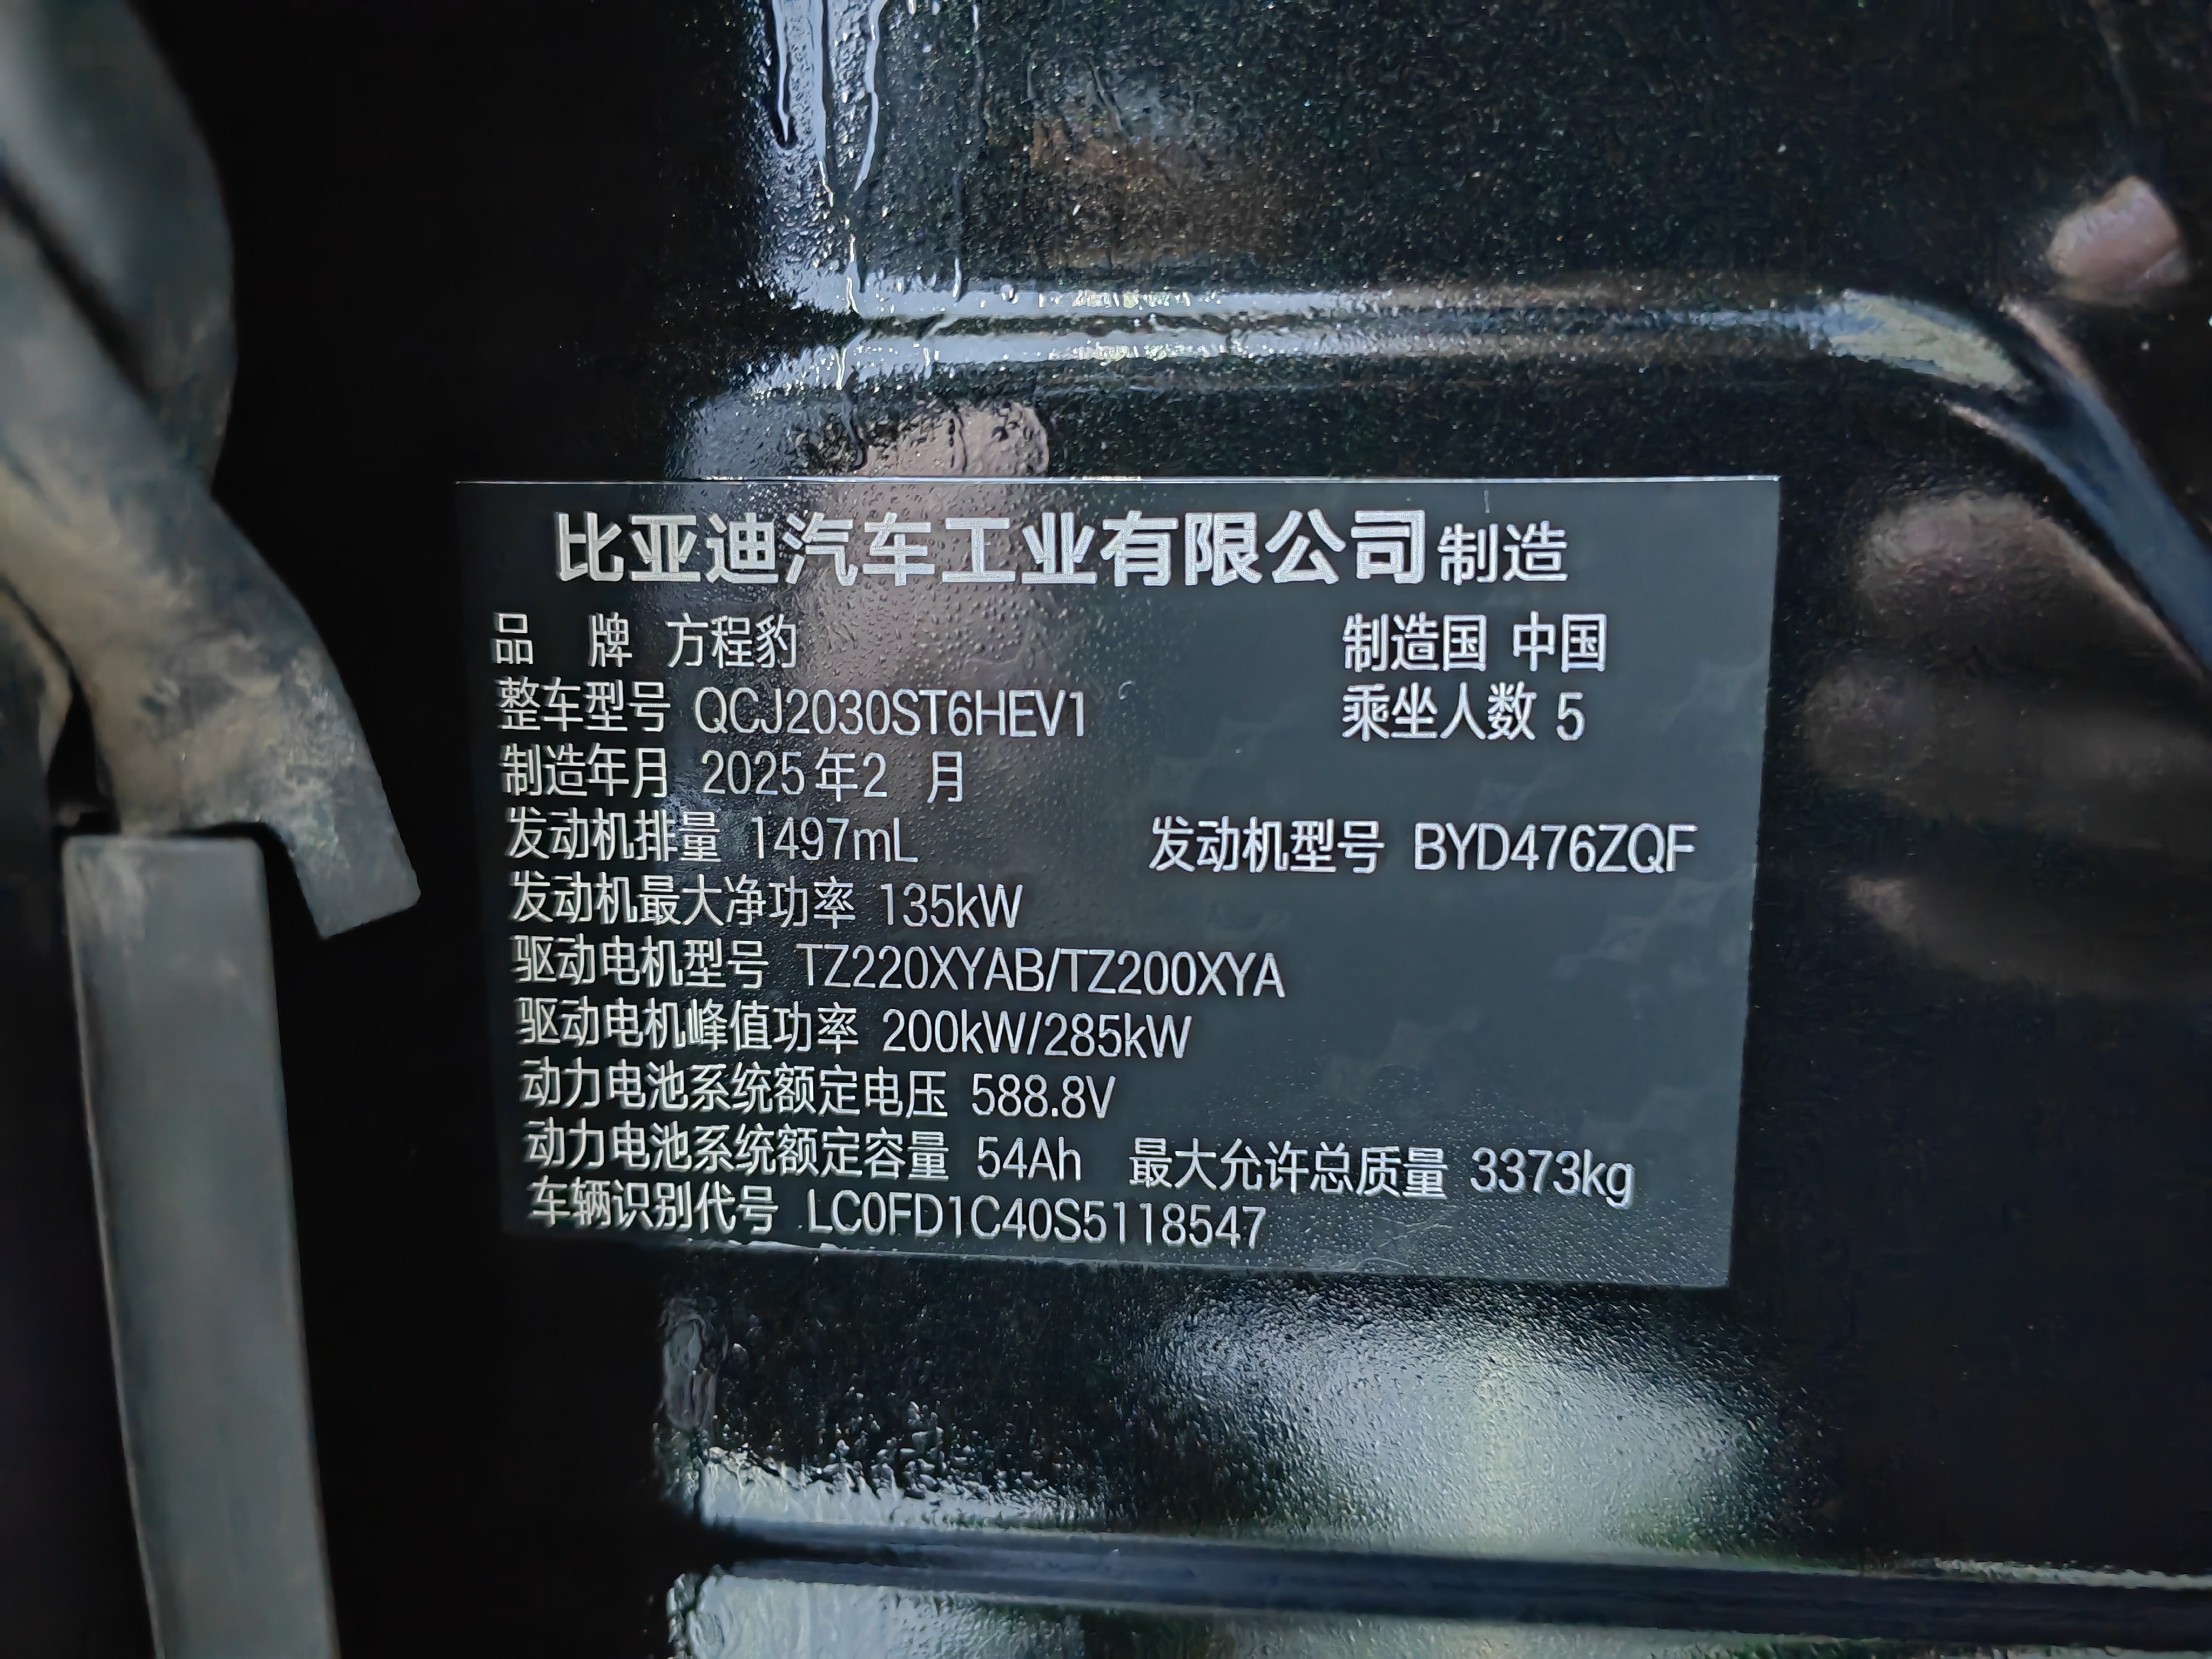 比亚迪汽车工业有限公司制造
品 牌 方程豹 制造国 中国
整车型号 QCJ2030ST6HEV1 乘坐人数 5
制造年月 2025年2 月
发动机排量 1497mL 发动机型号 BYD476ZQF
发动机最大净功率 135kW
驱动电机型号 TZ220XYAB/TZ200XYA
驱动电机峰值功率 200kW/285kW
动力电池系统额定电压 588.8V
动力电池系统额定容量 54Ah 最大允许总质量 3373kg
车辆识别代号 LC0FD1C40S5118547